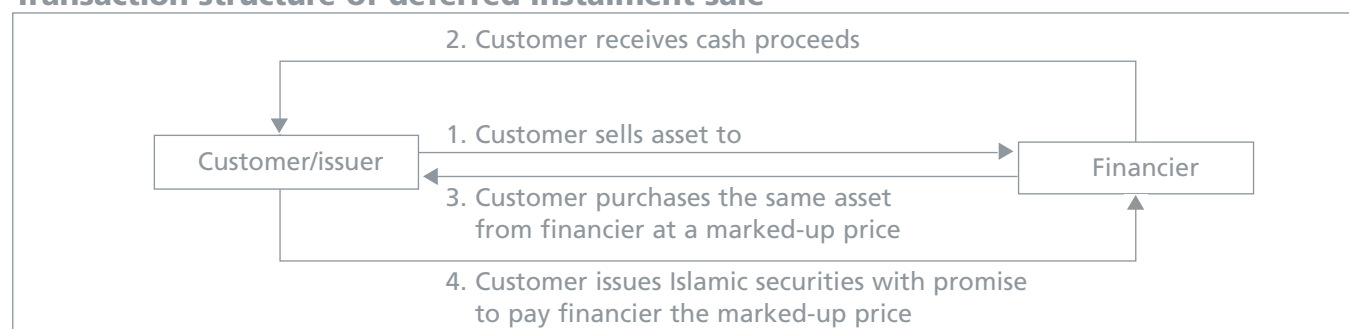 Transaction structure of deferred instalment sale
2. Customer receives cash proceeds
1. Customer sells asset to
Customer/issuer
Financier
3. Customer purchases the same asset
from financier at a marked-up price
4. Customer issues Islamic securities with promise
to pay financier the marked-up price